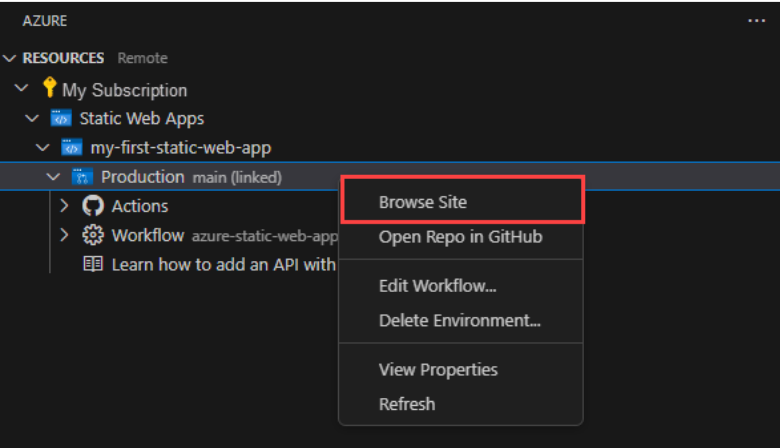 AZURE
RESOURCES Remote
My Subscription
Static Web Apps
my-first-static-web-app
Production main (linked)
Actions
Workflow azure-static-web-app
Learn how to add an API with
Browse Site
Open Repo in GitHub
Edit Workflow...
Delete Environment...
View Properties
Refresh